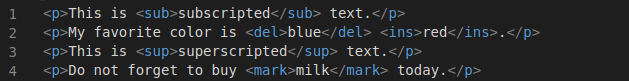 1 <p>This is <sub>subscripted</sub> text.</p>
2 <p>My favorite color is <del>blue</del> <ins>red</ins>.</p>
3 <p>This is <sup>superscripted</sup> text.</p>
4 <p>Do not forget to buy <mark>milk</mark> today.</p>